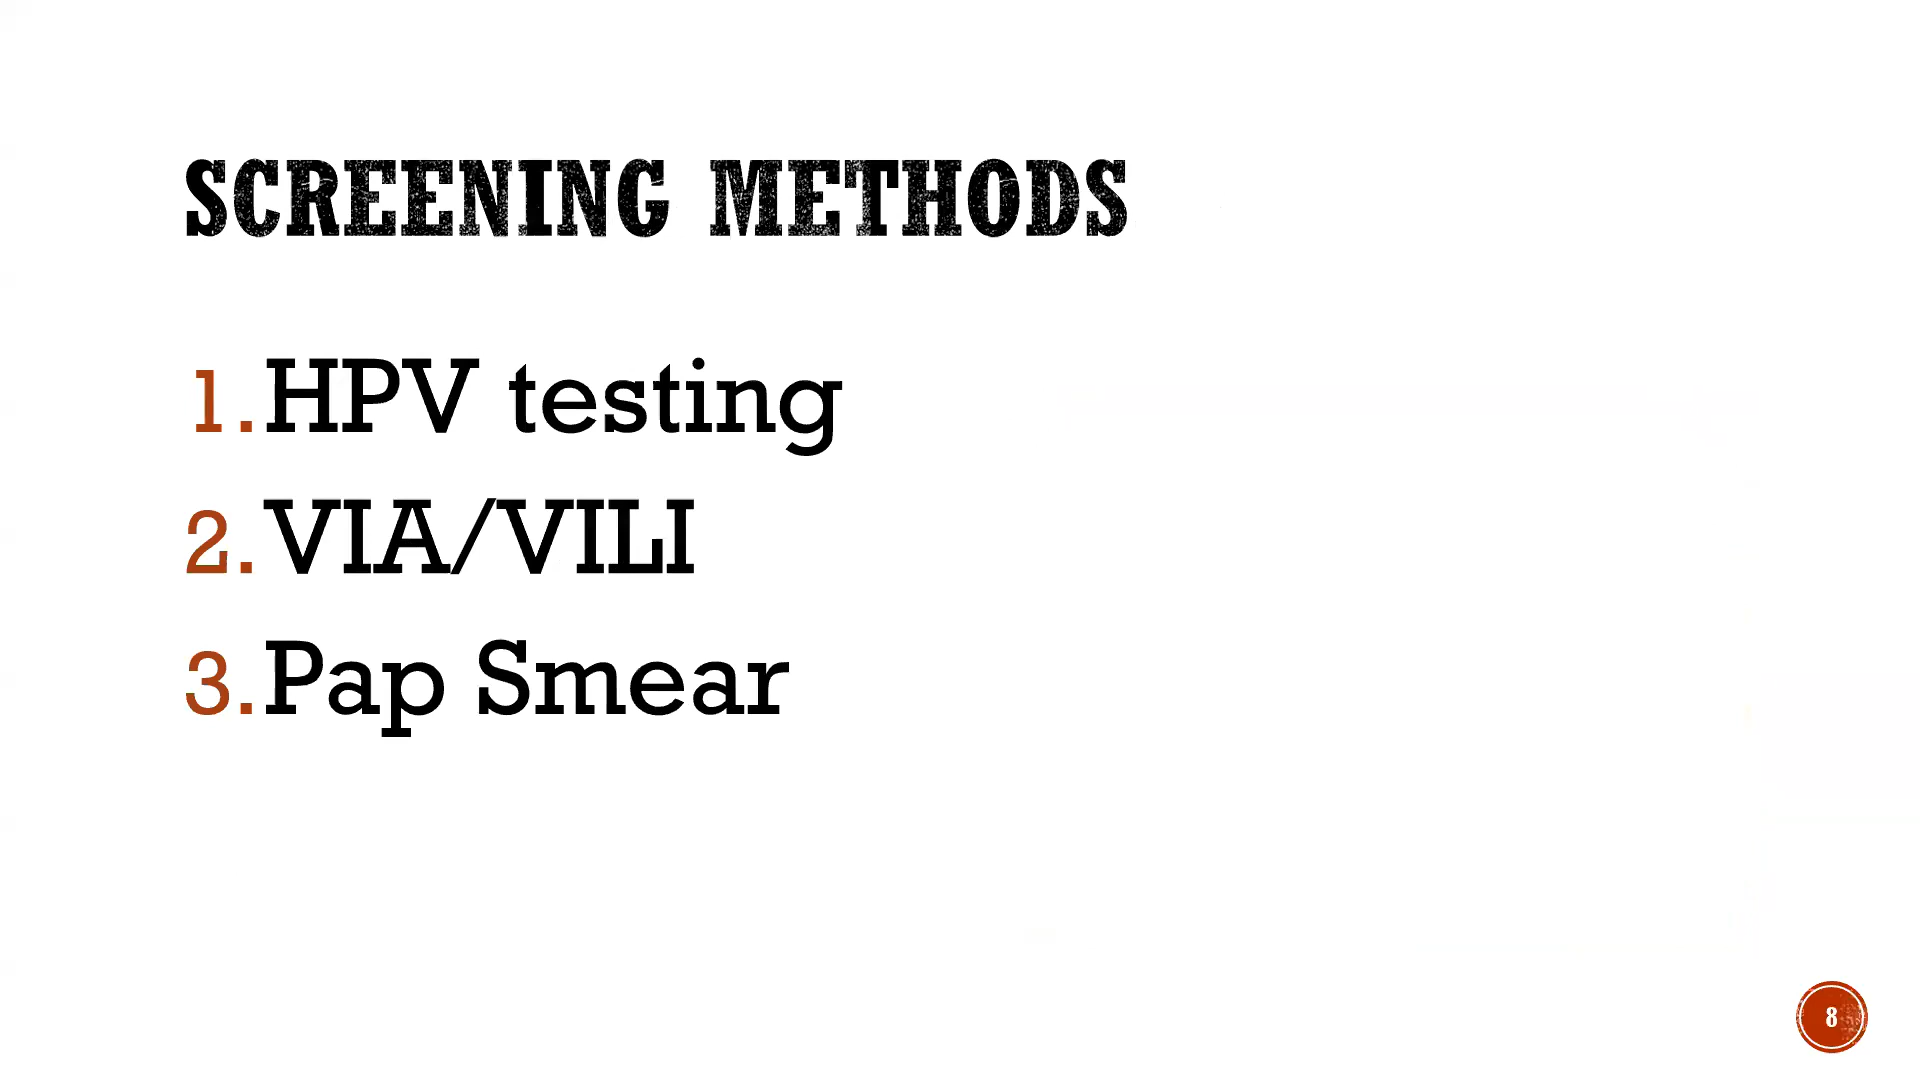 SCREENING METHODS
1. HPV testing
2. VIA/VILI
3. Pap Smear
8